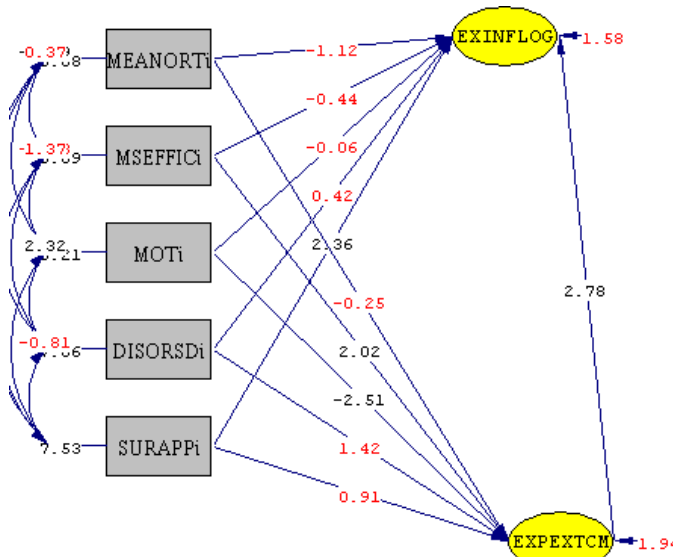 EXINFLOG
1.58
-0.37
MEANORTi
-1.12
-0.44
-1.37
MSEFFICi
-0.06
0.42
2.32
MOTi
2.36
2.78
-0.25
-0.81
DISORSDi
2.02
-2.51
7.53
SURAPPi
1.42
0.91
EXPEXTCM
1.94